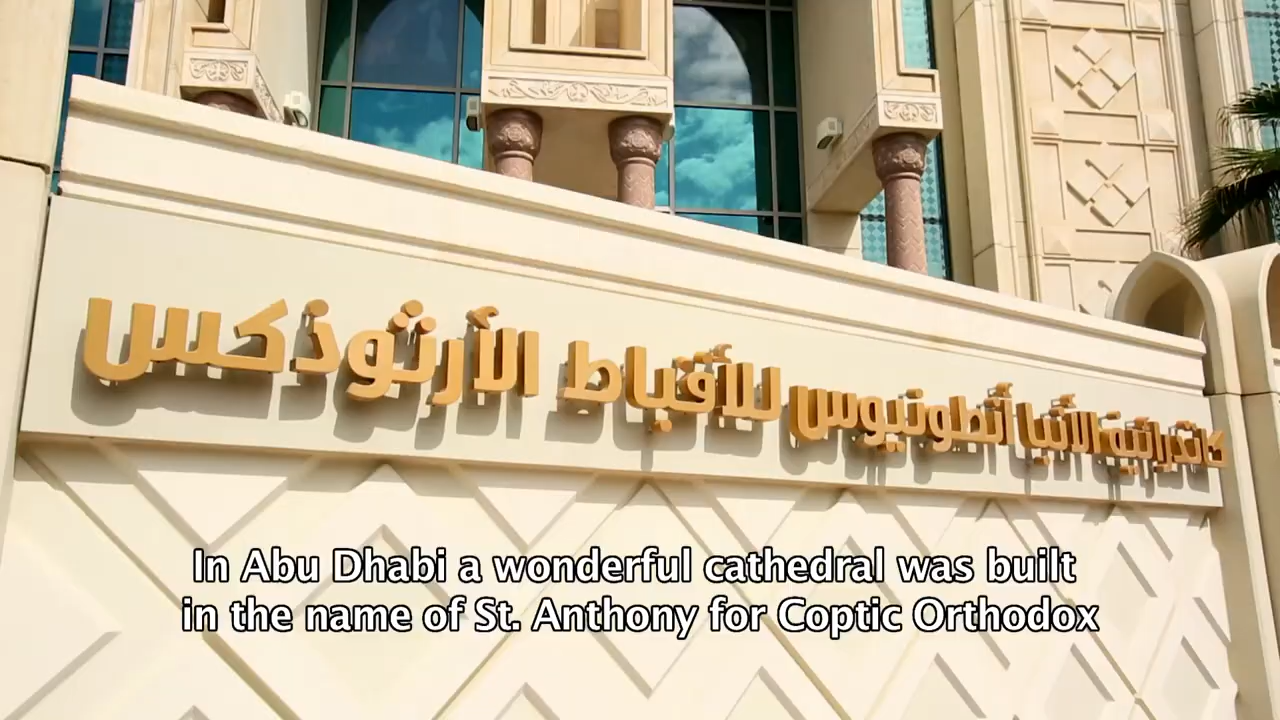 كاتدرائية الأنبا أنطونيوس للأقباط الأرثوذكس
In Abu Dhabi a wonderful cathedral was built
in the name of St. Anthony for Coptic Orthodox